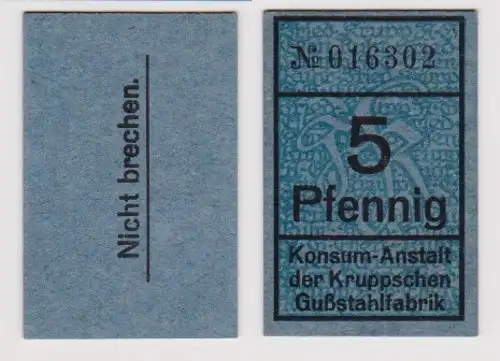 Nicht brechen.
№ 016302
5
Pfennig
Konsum-Anstalt
der Kruppschen
Gußstahlfabrik